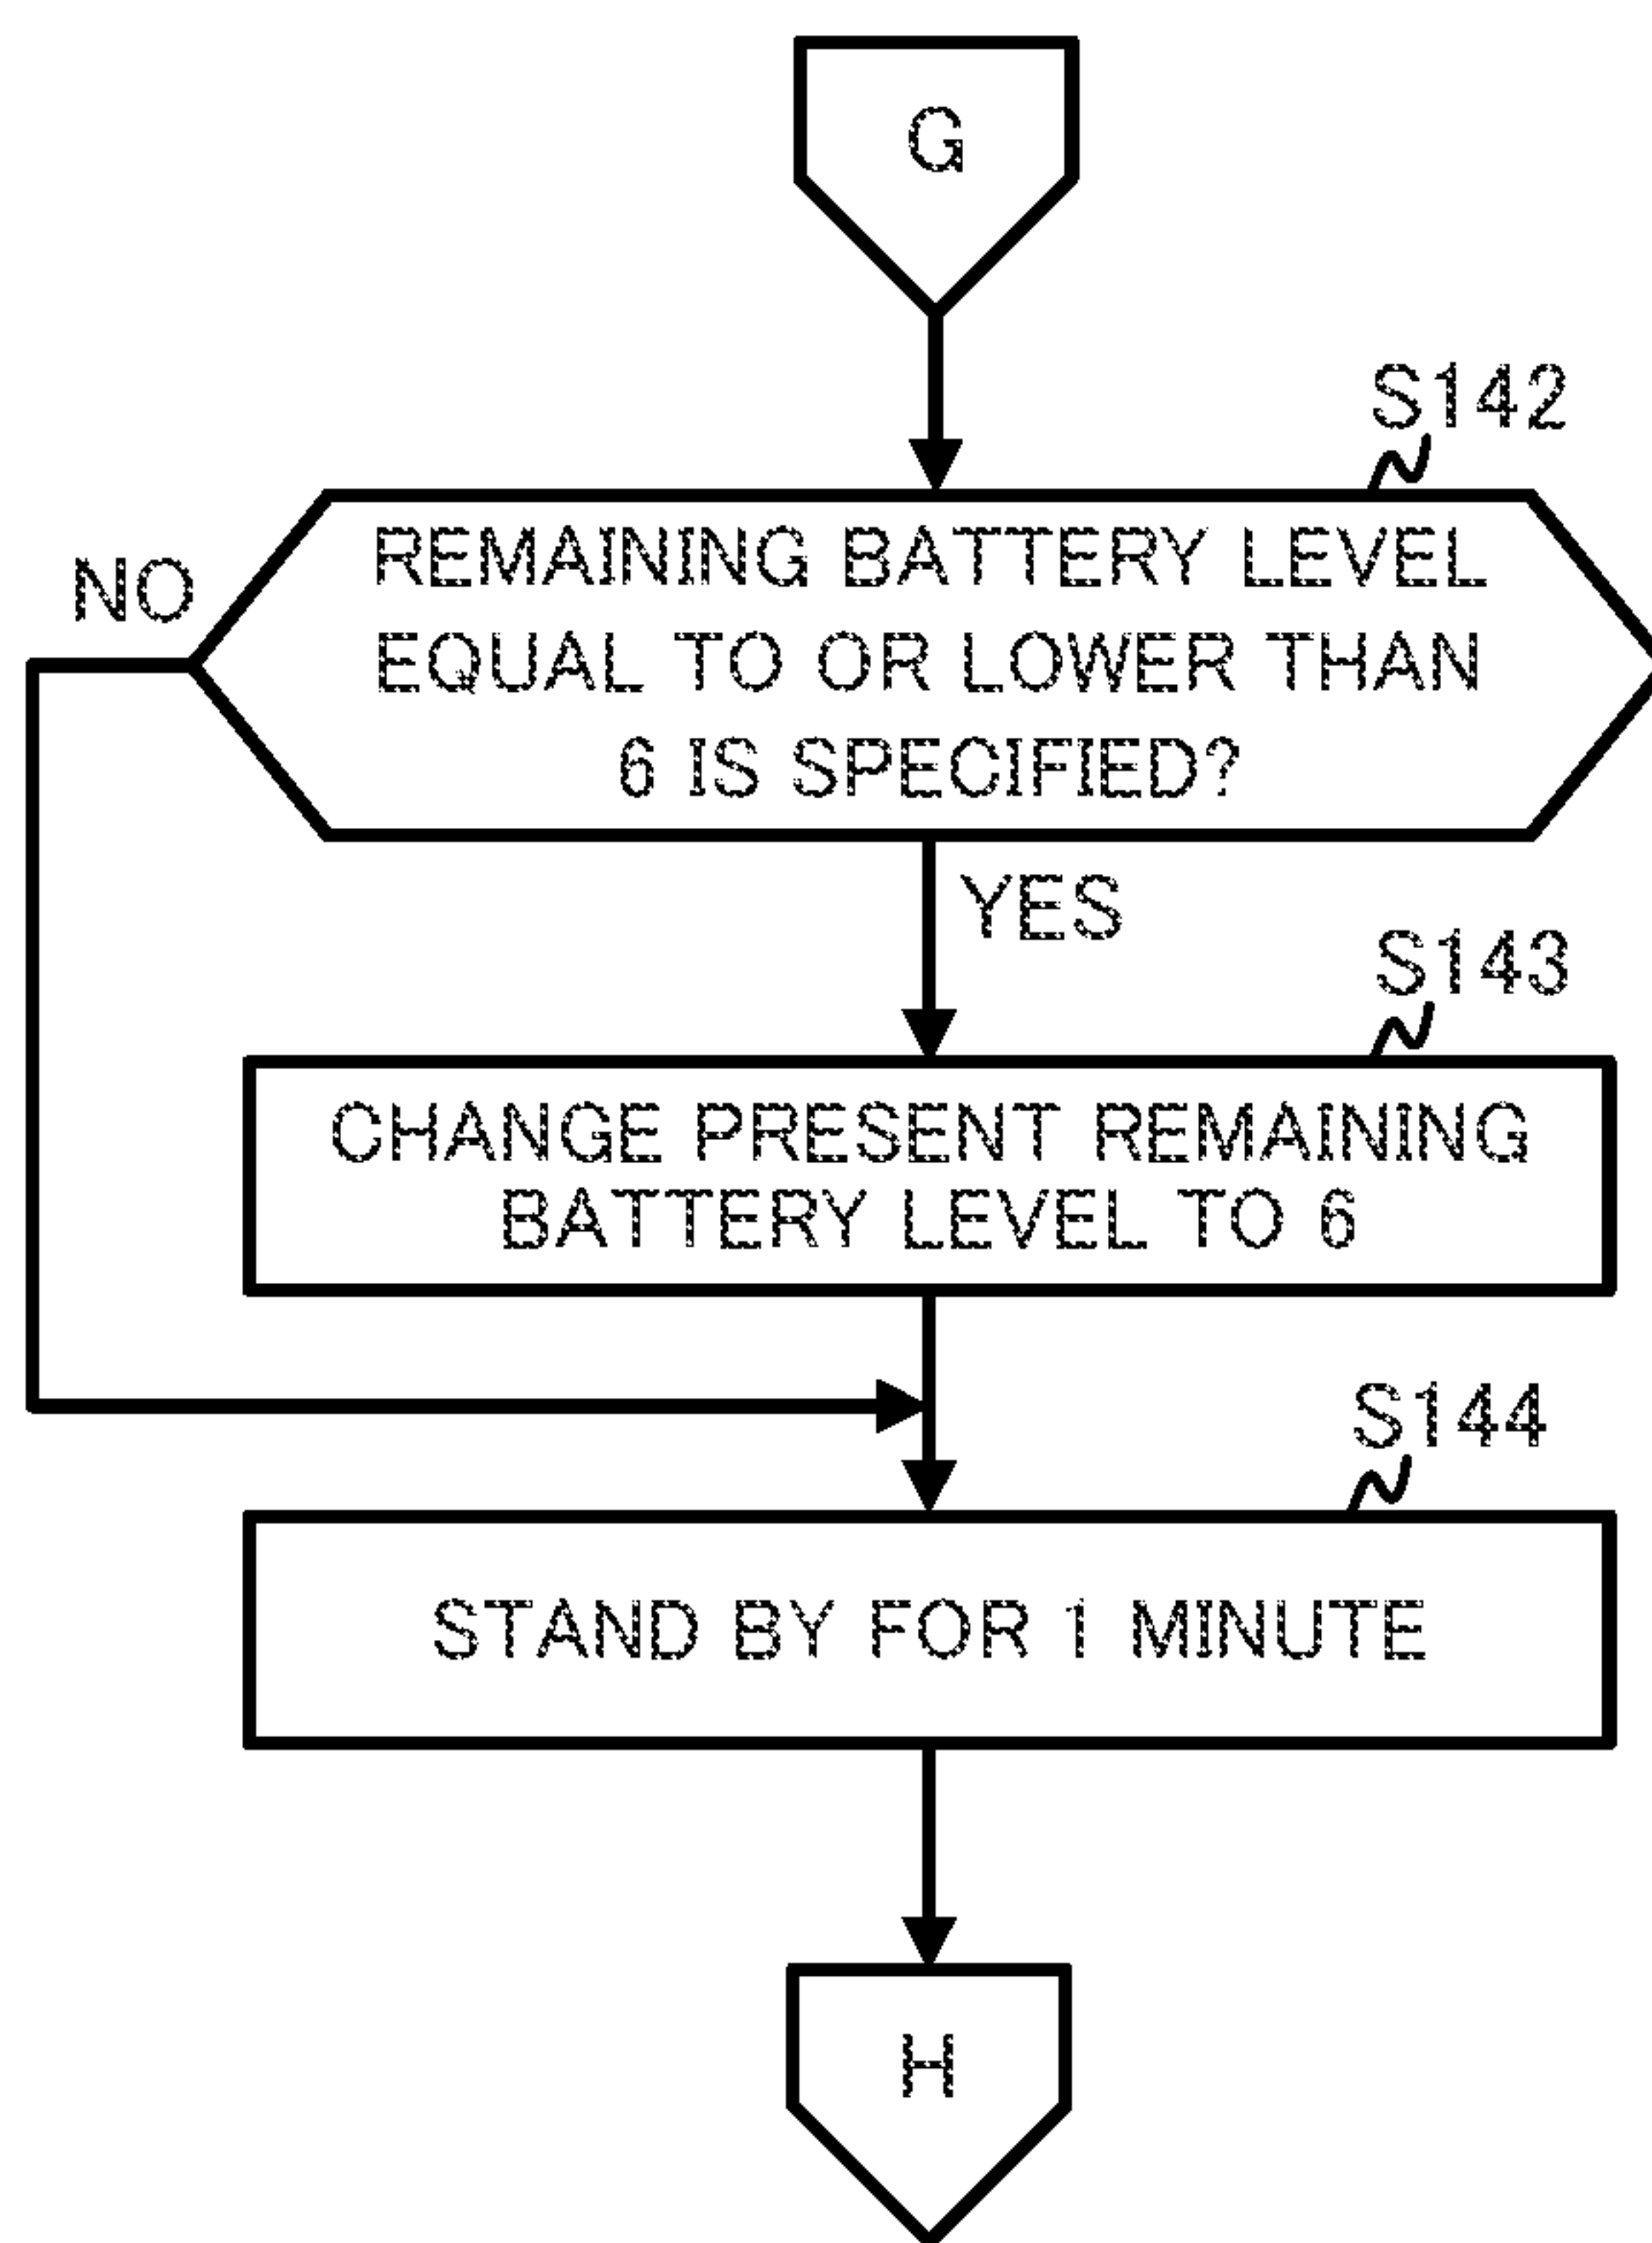 G
S142
NO
REMAINING BATTERY LEVEL
EQUAL TO OR LOWER THAN
6 IS SPECIFIED?
YES
S143
CHANGE PRESENT REMAINING
BATTERY LEVEL TO 6
S144
STAND BY FOR 1 MINUTE
H